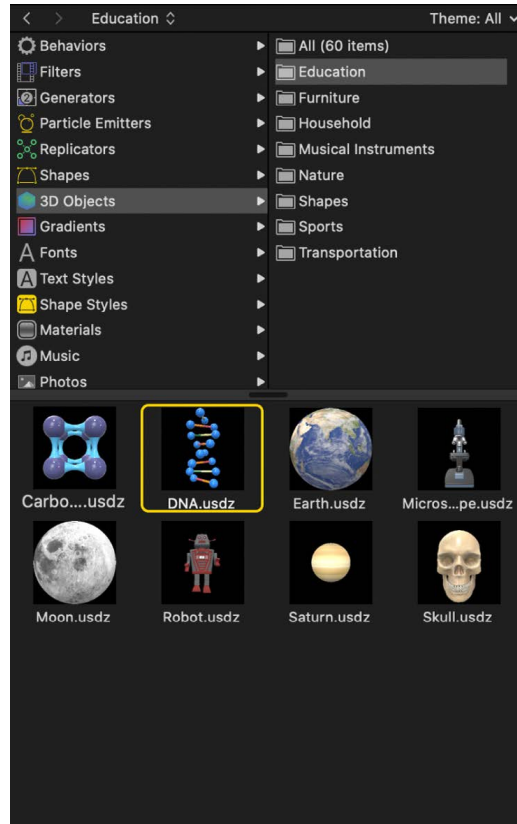 Education
Theme: All
Behaviors
Filters
Generators
Particle Emitters
Replicators
Shapes
3D Objects
Gradients
Fonts
Text Styles
Shape Styles
Materials
Music
Photos
All (60 items)
Education
Furniture
Household
Musical Instruments
Nature
Shapes
Sports
Transportation
Carbo....usdz
DNA.usdz
Earth.usdz
Micros...pe.usdz
Moon.usdz
Robot.usdz
Saturn.usdz
Skull.usdz